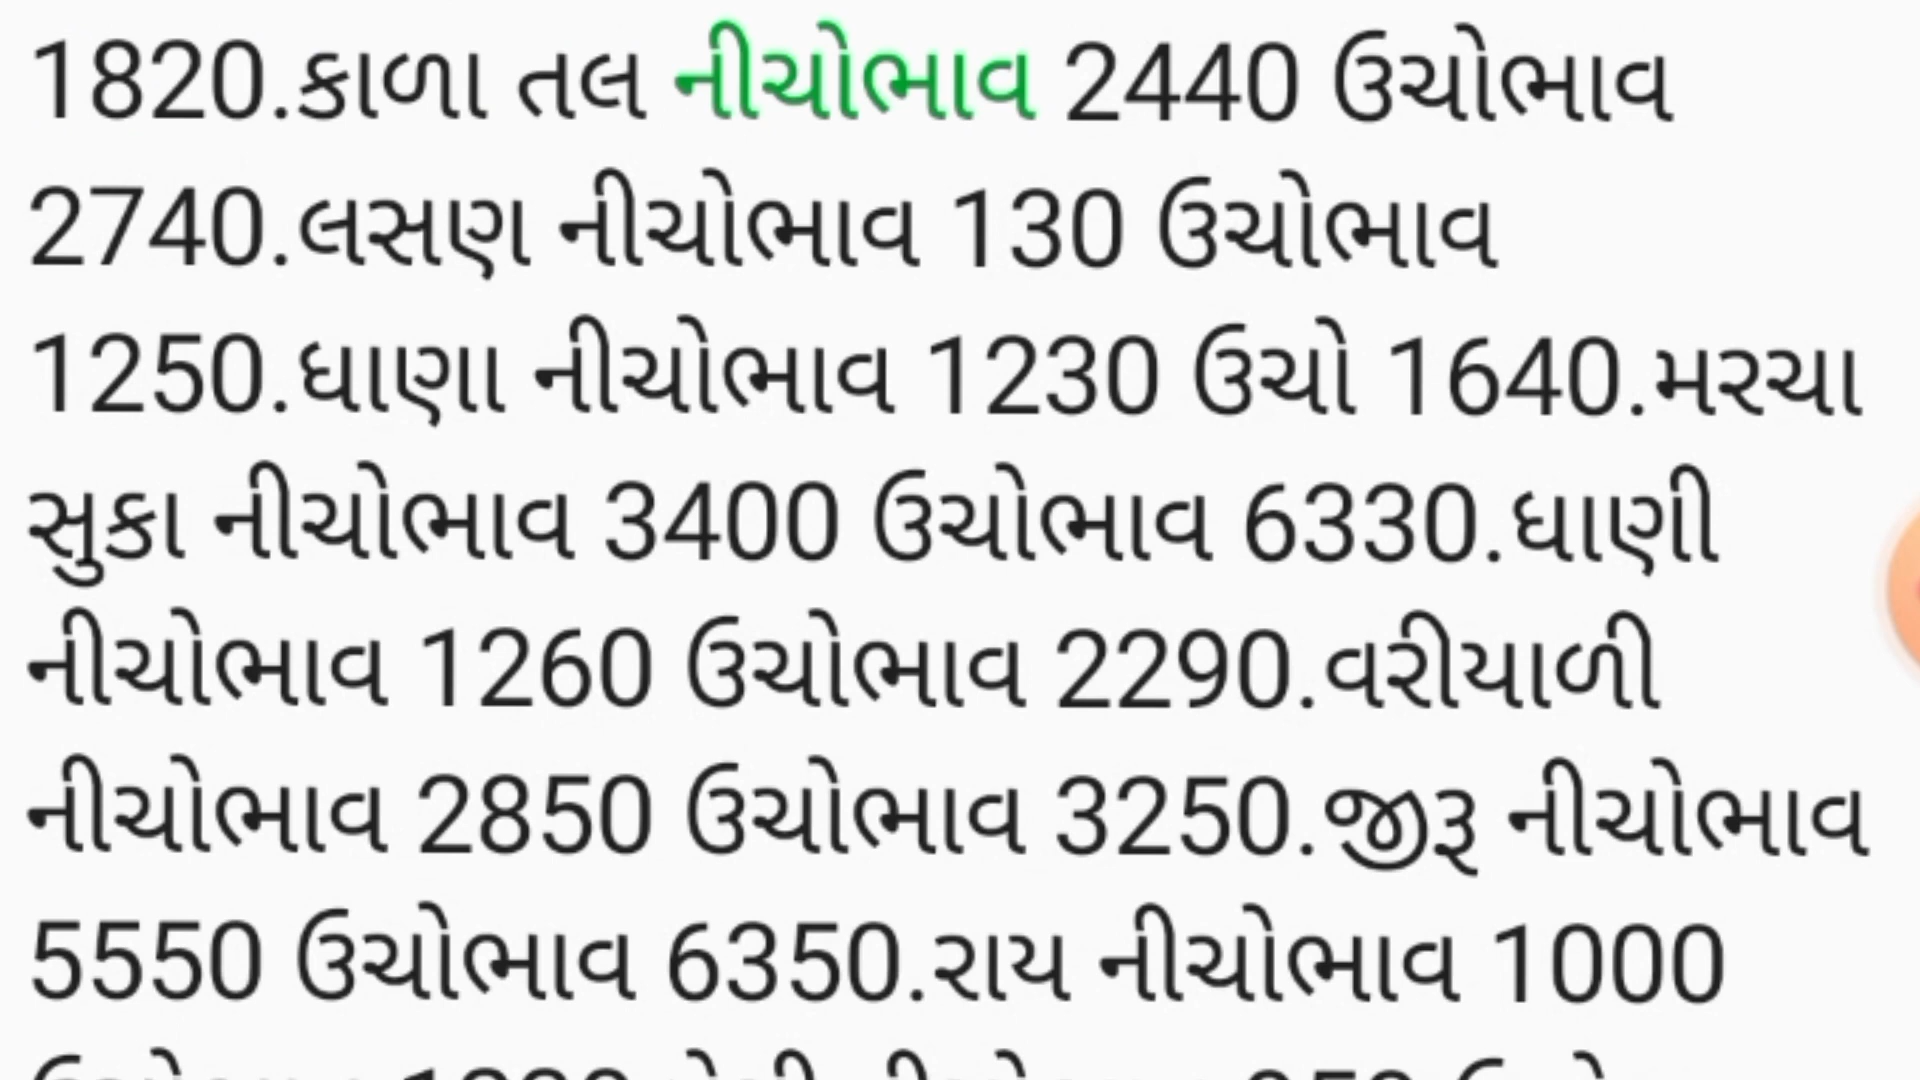 1820.કાળા તલ નીચોભાવ 2440 ઉચોભાવ
2740.લસણ નીચોભાવ 130 ઉચોભાવ
1250.ધાણા નીચોભાવ 1230 ઉચો 1640.મરચા
સુકા નીચોભાવ 3400 ઉચોભાવ 6330.ધાણી
નીચોભાવ 1260 ઉચોભાવ 2290.વરીયાળી
નીચોભાવ 2850 ઉચોભાવ 3250.જીરૂ નીચોભાવ
5550 ઉચોભાવ 6350.રાય નીચોભાવ 1000